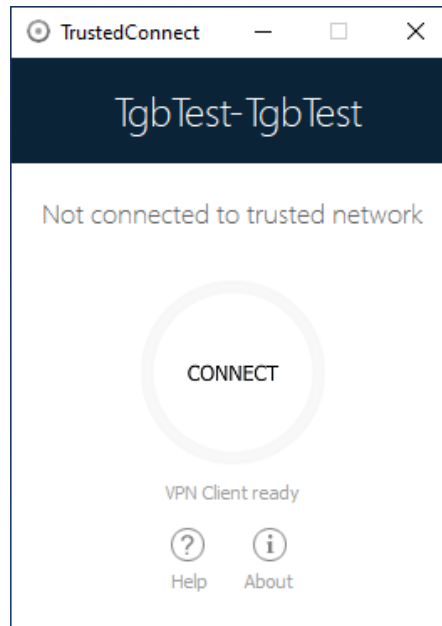 TrustedConnect
TgbTest-TgbTest
Not connected to trusted network
CONNECT
VPN Client ready
? i
Help About